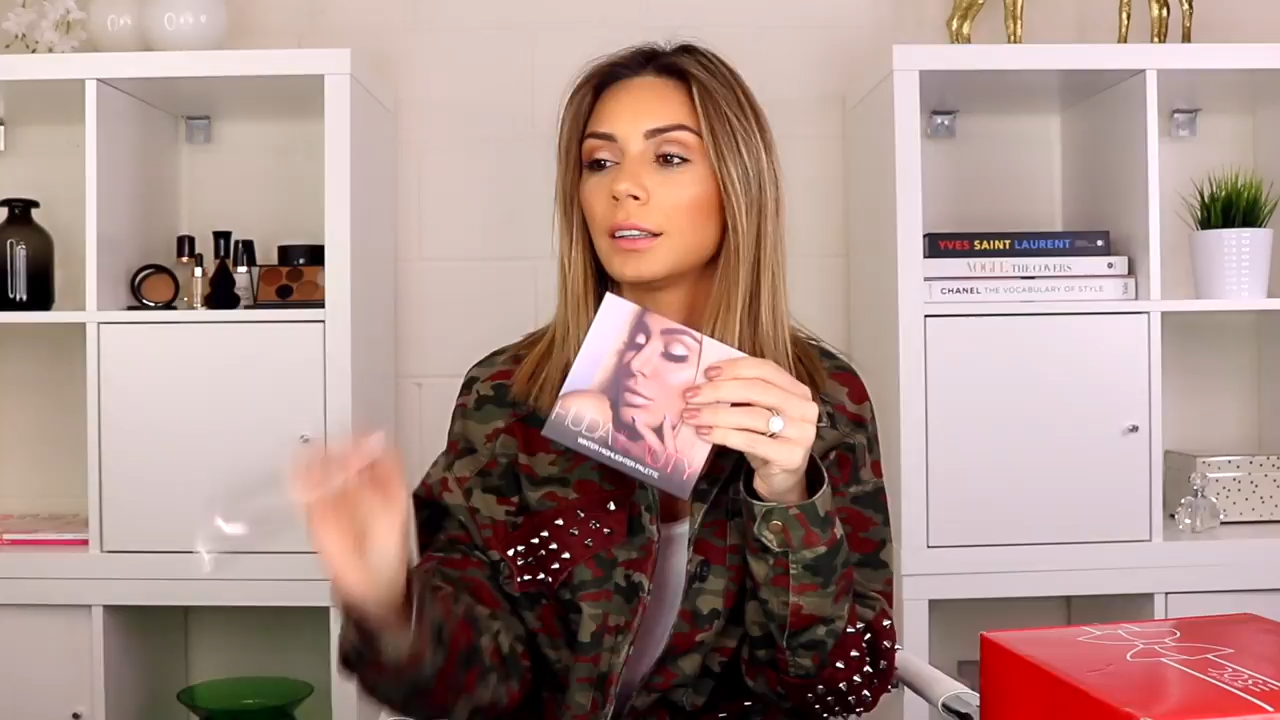 YVES SAINT LAURENT
VOGUE THE COVERS
CHANEL THE VOCABULARY OF STYLE
HUDA BEAUTY
WINTER HIGHLIGHTER PALETTE